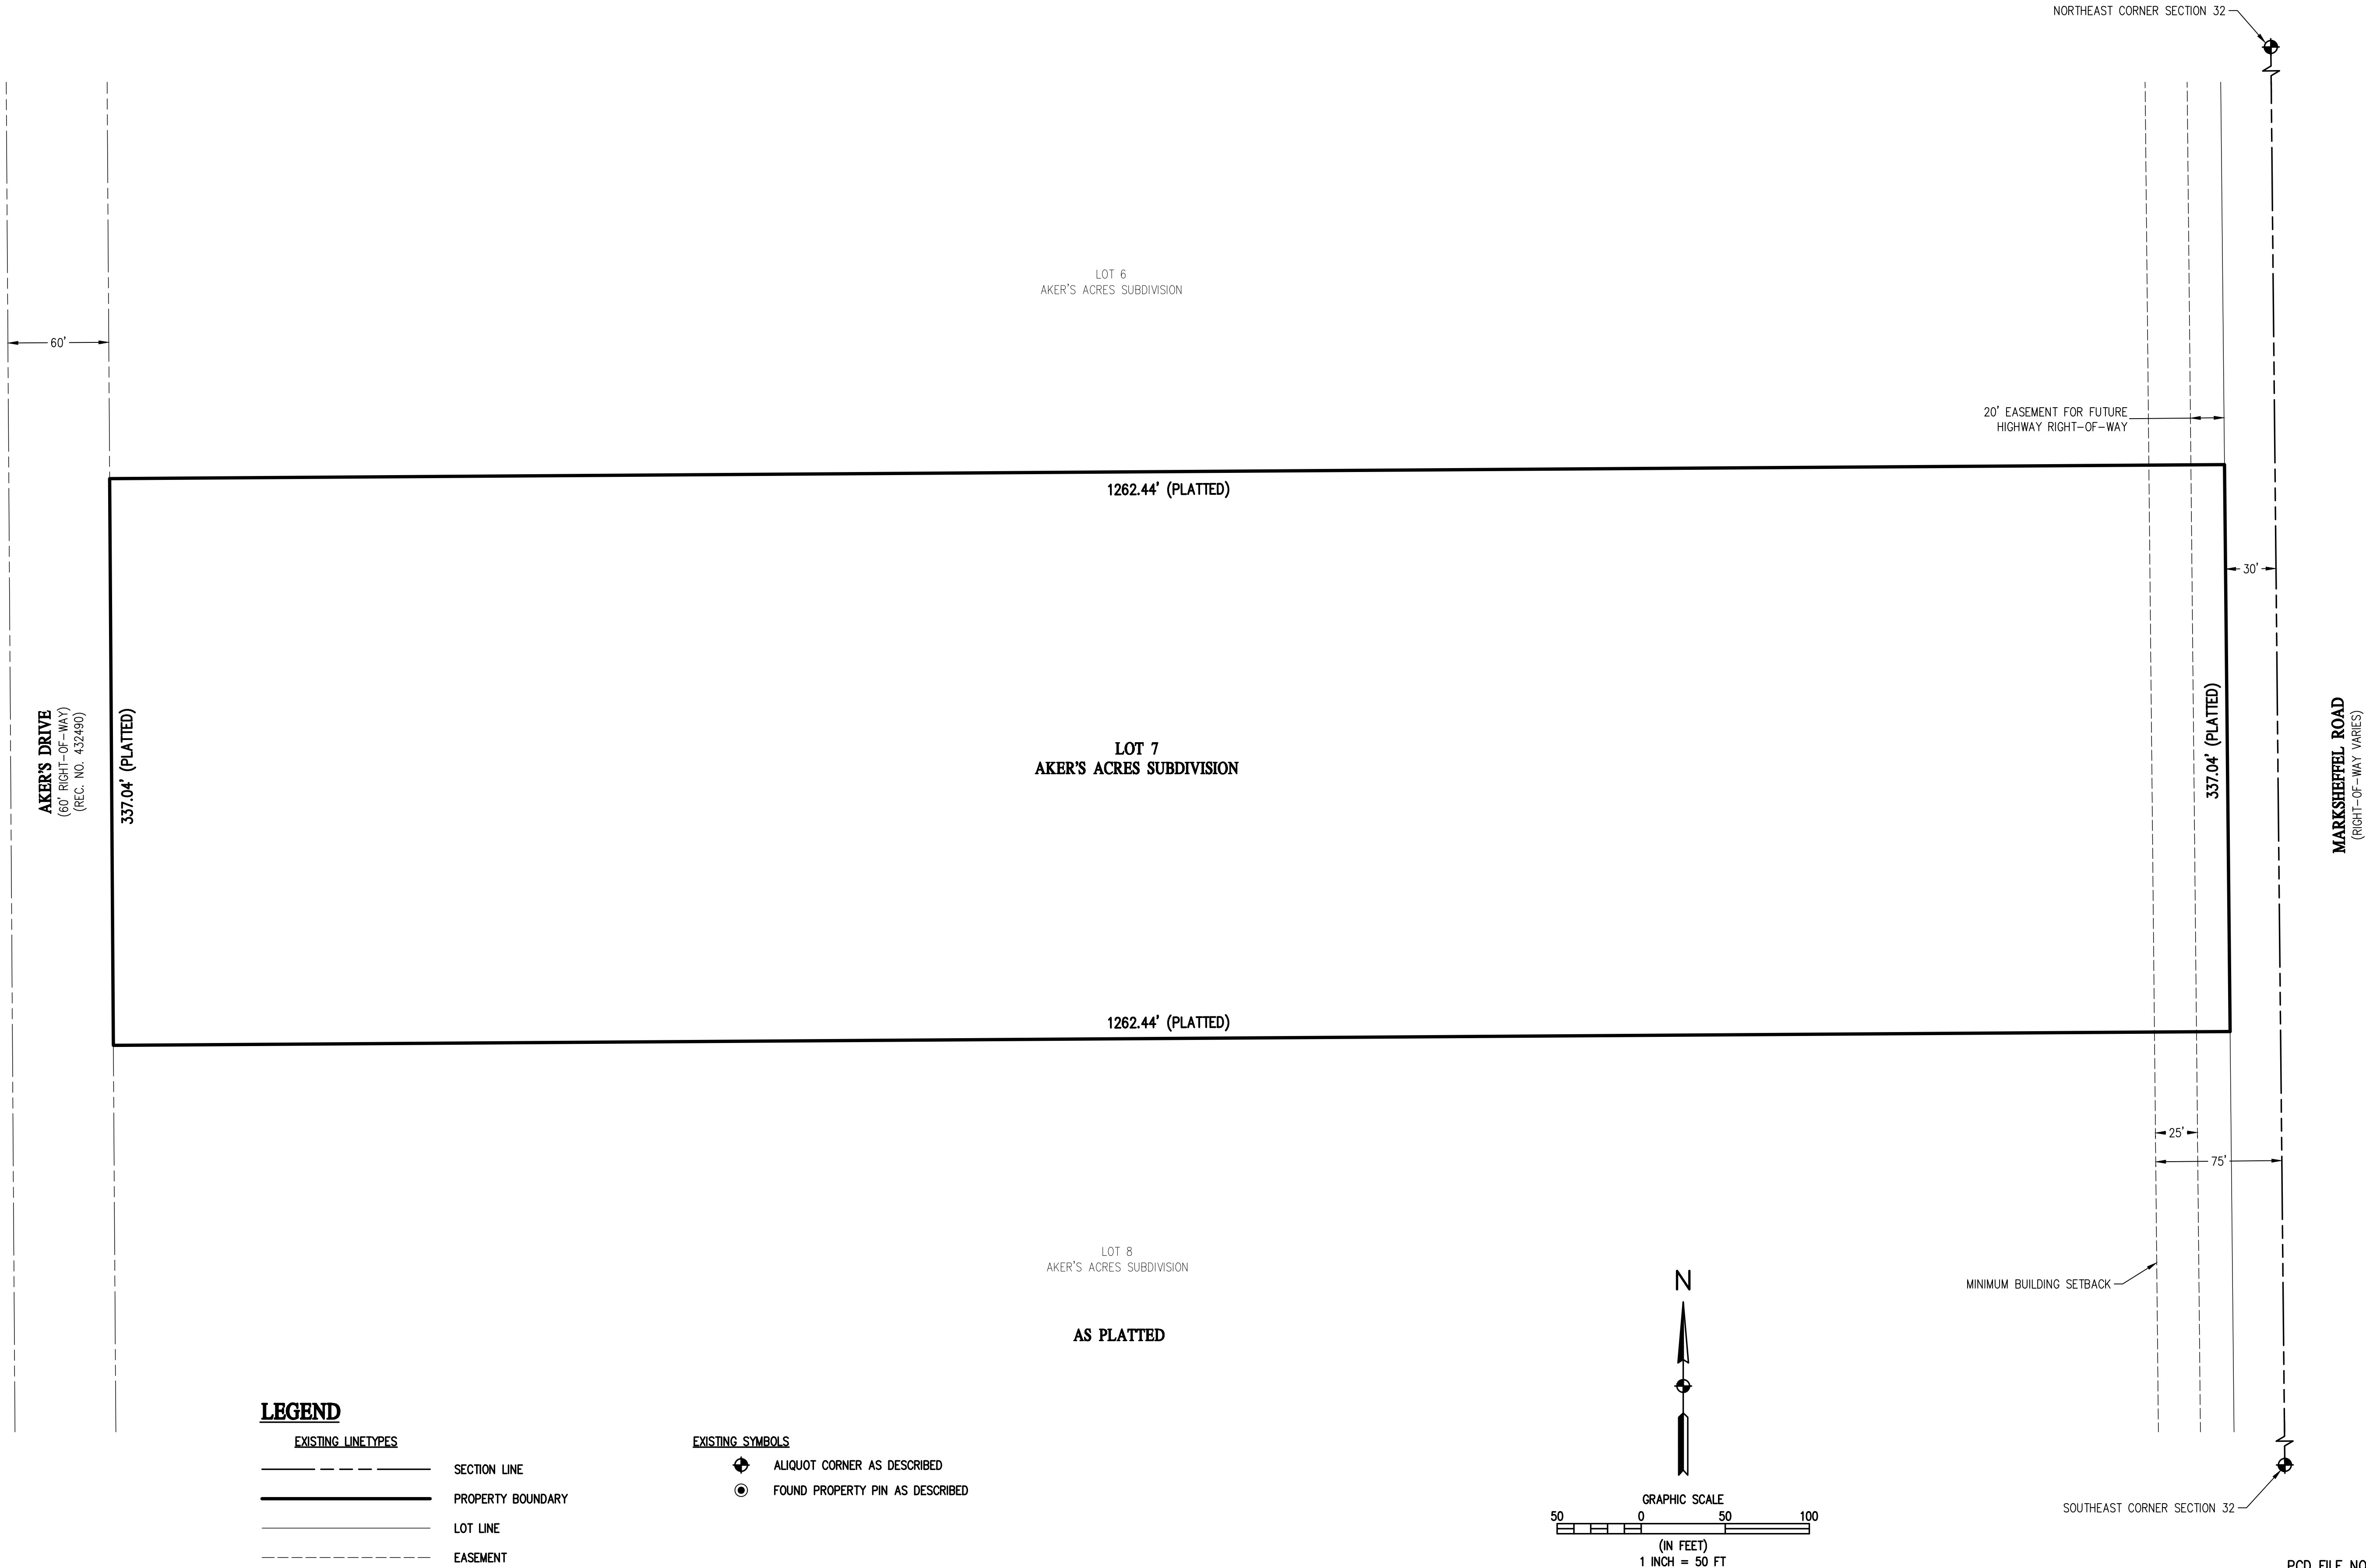 NORTHEAST CORNER SECTION 32
LOT 6
AKER'S ACRES SUBDIVISION
60'
20' EASEMENT FOR FUTURE
HIGHWAY RIGHT-OF-WAY
1262.44' (PLATTED)
30'
AKER'S DRIVE
(60' RIGHT-OF-WAY)
(REC. NO. 432490)
337.04' (PLATTED)
LOT 7
AKER'S ACRES SUBDIVISION
337.04' (PLATTED)
MARKSHEFFEL ROAD
(RIGHT-OF-WAY VARIES)
1262.44' (PLATTED)
25'
75'
LOT 8
AKER'S ACRES SUBDIVISION
MINIMUM BUILDING SETBACK
N
AS PLATTED
LEGEND
EXISTING LINETYPES
SECTION LINE
PROPERTY BOUNDARY
LOT LINE
EASEMENT
EXISTING SYMBOLS
ALIQUOT CORNER AS DESCRIBED
FOUND PROPERTY PIN AS DESCRIBED
GRAPHIC SCALE
50 0 50 100
(IN FEET)
1 INCH = 50 FT
SOUTHEAST CORNER SECTION 32
PCD FILE NO